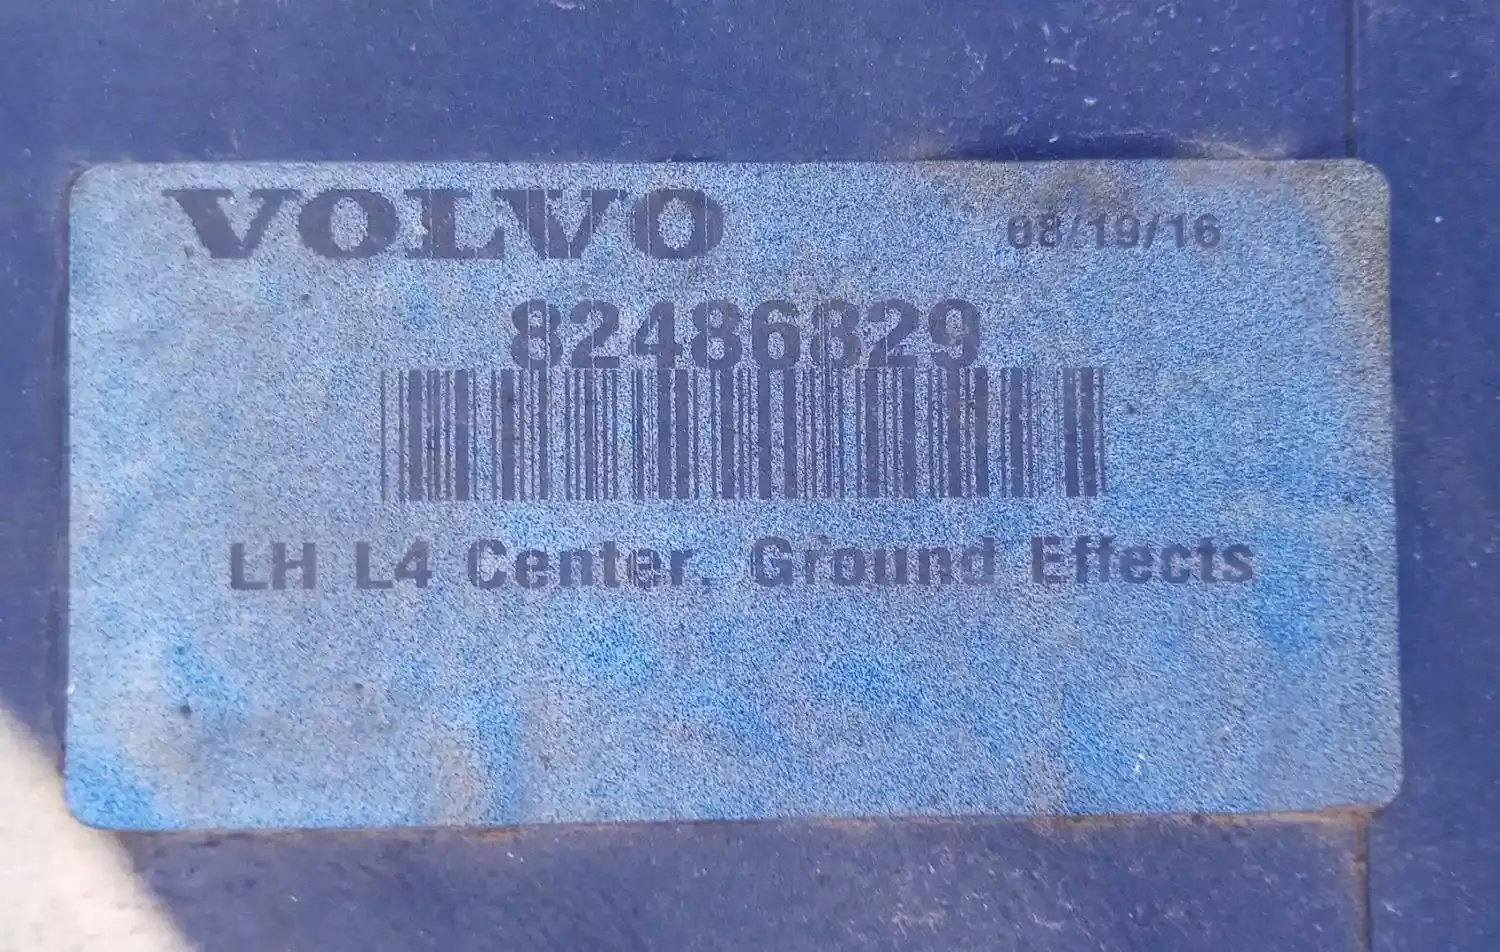 VOLVO 08/19/16
82486829
LH L4 Center, Ground Effects